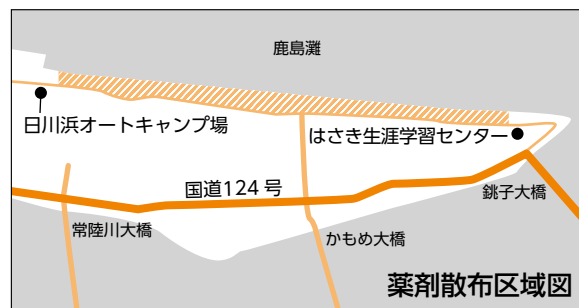 鹿島灘
日川浜オートキャンプ場
はさき生涯学習センター
国道124号
銚子大橋
常陸川大橋
かもめ大橋
薬剤散布区域図